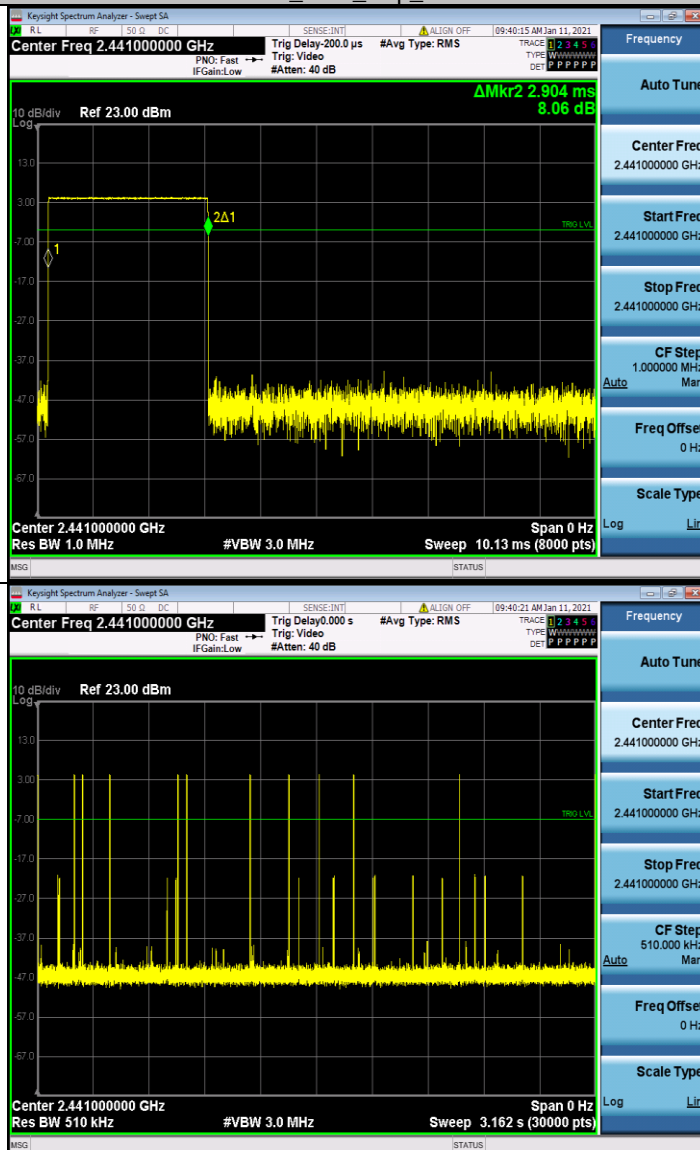 Keysight Spectrum Analyzer - Swept SA
RL RF 50 Ω DC SENSE:INT ALIGN OFF 09:40:15 AM Jan 11, 2021
Center Freq 2.441000000 GHz Trig Delay-200.0 µs #Avg Type: RMS TRACE 1 2 3 4 5 6
PNO: Fast Trig: Video TYPE
IFGain:Low #Atten: 40 dB DET P P P P P P
Frequency
ΔMkr2 2.904 ms
8.06 dB
10 dB/div Ref 23.00 dBm
Log
13.0
3.00
-7.00
-17.0
-27.0
-37.0
-47.0
-57.0
-67.0
1
2Δ1
TRIG LVL
Center 2.441000000 GHz Span 0 Hz
Res BW 1.0 MHz #VBW 3.0 MHz Sweep 10.13 ms (8000 pts)
MSG STATUS
Auto Tune
Center Freq
2.441000000 GHz
Start Freq
2.441000000 GHz
Stop Freq
2.441000000 GHz
CF Step
1.000000 MHz
Auto Man
Freq Offset
0 Hz
Scale Type
Log Lin
Keysight Spectrum Analyzer - Swept SA
RL RF 50 Ω DC SENSE:INT ALIGN OFF 09:40:21 AM Jan 11, 2021
Center Freq 2.441000000 GHz Trig Delay0.000 s #Avg Type: RMS TRACE 1 2 3 4 5 6
PNO: Fast Trig: Video TYPE
IFGain:Low #Atten: 40 dB DET P P P P P P
Frequency
10 dB/div Ref 23.00 dBm
Log
13.0
3.00
-7.00
-17.0
-27.0
-37.0
-47.0
-57.0
-67.0
TRIG LVL
Center 2.441000000 GHz Span 0 Hz
Res BW 510 kHz #VBW 3.0 MHz Sweep 3.162 s (30000 pts)
MSG STATUS
Auto Tune
Center Freq
2.441000000 GHz
Start Freq
2.441000000 GHz
Stop Freq
2.441000000 GHz
CF Step
510.000 kHz
Auto Man
Freq Offset
0 Hz
Scale Type
Log Lin